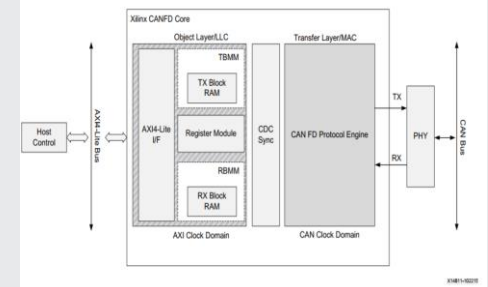 Xilinx CANFD Core
Object Layer/LLC
Transfer Layer/MAC
TBMM
TX Block
RAM
Host
Control
AXI4-Lite Bus
AXI4-Lite
I/F
Register Module
CDC
Sync
CAN FD Protocol Engine
TX
RX
PHY
CAN Bus
RBMM
RX Block
RAM
AXI Clock Domain
CAN Clock Domain